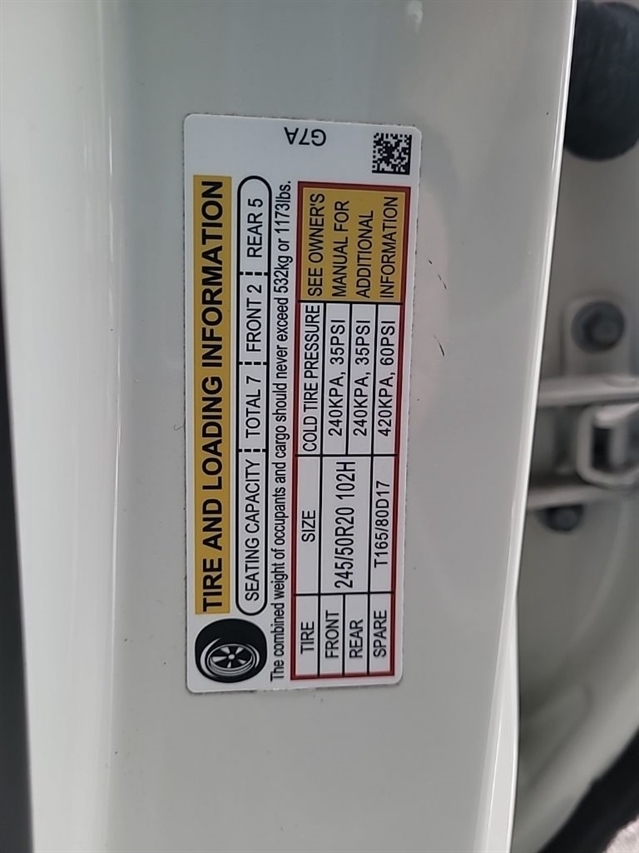 G7A
TIRE AND LOADING INFORMATION
SEATING CAPACITY TOTAL 7 FRONT 2 REAR 5
The combined weight of occupants and cargo should never exceed 532kg or 1173lbs.
TIRE SIZE COLD TIRE PRESSURE SEE OWNER'S
FRONT 245/50R20 102H 240KPA, 35PSI MANUAL FOR
REAR 240KPA, 35PSI ADDITIONAL
SPARE T165/80D17 420KPA, 60PSI INFORMATION